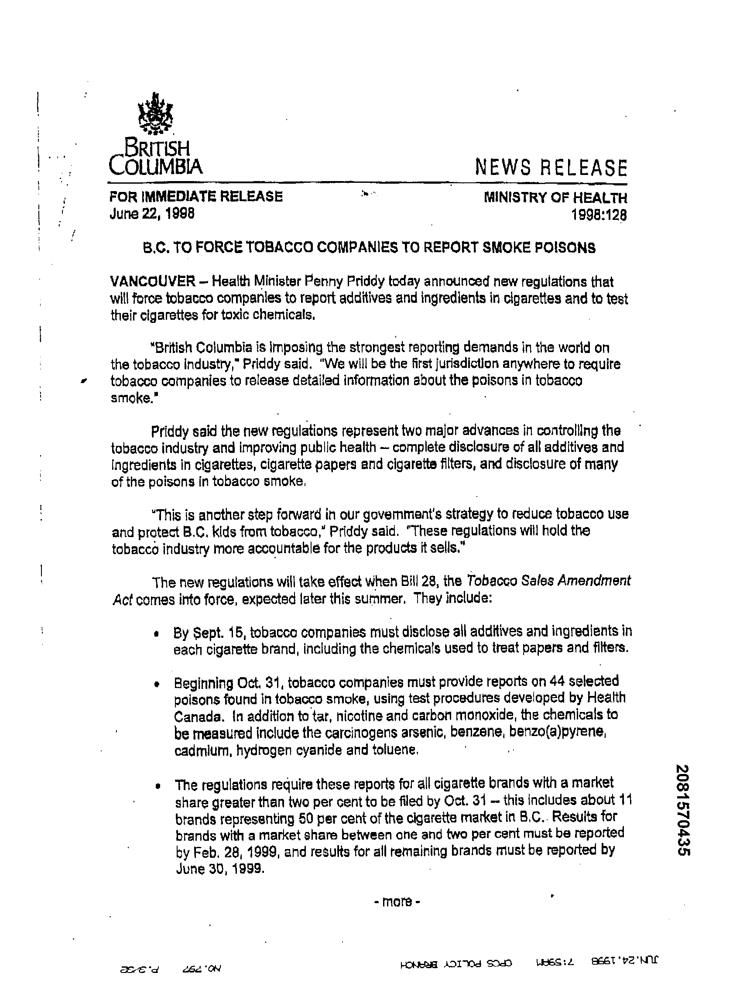 BRITISH
COLUMBIA
NEWS RELEASE
FOR IMMEDIATE RELEASE
MINISTRY OF HEALTH
June 22, 1998
1998:128
B.C. TO FORCE TOBACCO COMPANIES TO REPORT SMOKE POISONS
VANCOUVER – Health Minister Penny Priddy today announced new regulations that
will force tobacco companies to report additives and ingredients in cigarettes and to test
their cigarettes for toxic chemicals.
"British Columbia is imposing the strongest reporting demands in the world on
the tobacco industry," Priddy said. "We will be the first jurisdiction anywhere to require
tobacco companies to release detailed information about the poisons in tobacco
smoke."
Priddy said the new regulations represent two major advances in controlling the
tobacco industry and improving public health – complete disclosure of all additives and
ingredients in cigarettes, cigarette papers and cigarette filters, and disclosure of many
of the poisons in tobacco smoke.
"This is another step forward in our government's strategy to reduce tobacco use
and protect B.C. kids from tobacco," Priddy said. "These regulations will hold the
tobacco industry more accountable for the products it sells."
The new regulations will take effect when Bill 28, the Tobacco Sales Amendment
Act comes into force, expected later this summer. They include:
• By Sept. 15, tobacco companies must disclose all additives and ingredients in
each cigarette brand, including the chemicals used to treat papers and filters.
• Beginning Oct. 31, tobacco companies must provide reports on 44 selected
poisons found in tobacco smoke, using test procedures developed by Health
Canada. In addition to tar, nicotine and carbon monoxide, the chemicals to
be measured include the carcinogens arsenic, benzene, benzo(a)pyrene,
cadmium, hydrogen cyanide and toluene.
• The regulations require these reports for all cigarette brands with a market
share greater than two per cent to be filed by Oct. 31 – this includes about 11
brands representing 50 per cent of the cigarette market in B.C. Results for
brands with a market share between one and two per cent must be reported
by Feb. 28, 1999, and results for all remaining brands must be reported by
June 30, 1999.
- more -
2081570435
JUN.24.1998 7:59AM CPCS POLICY BRANCH NO.797 P.3/32